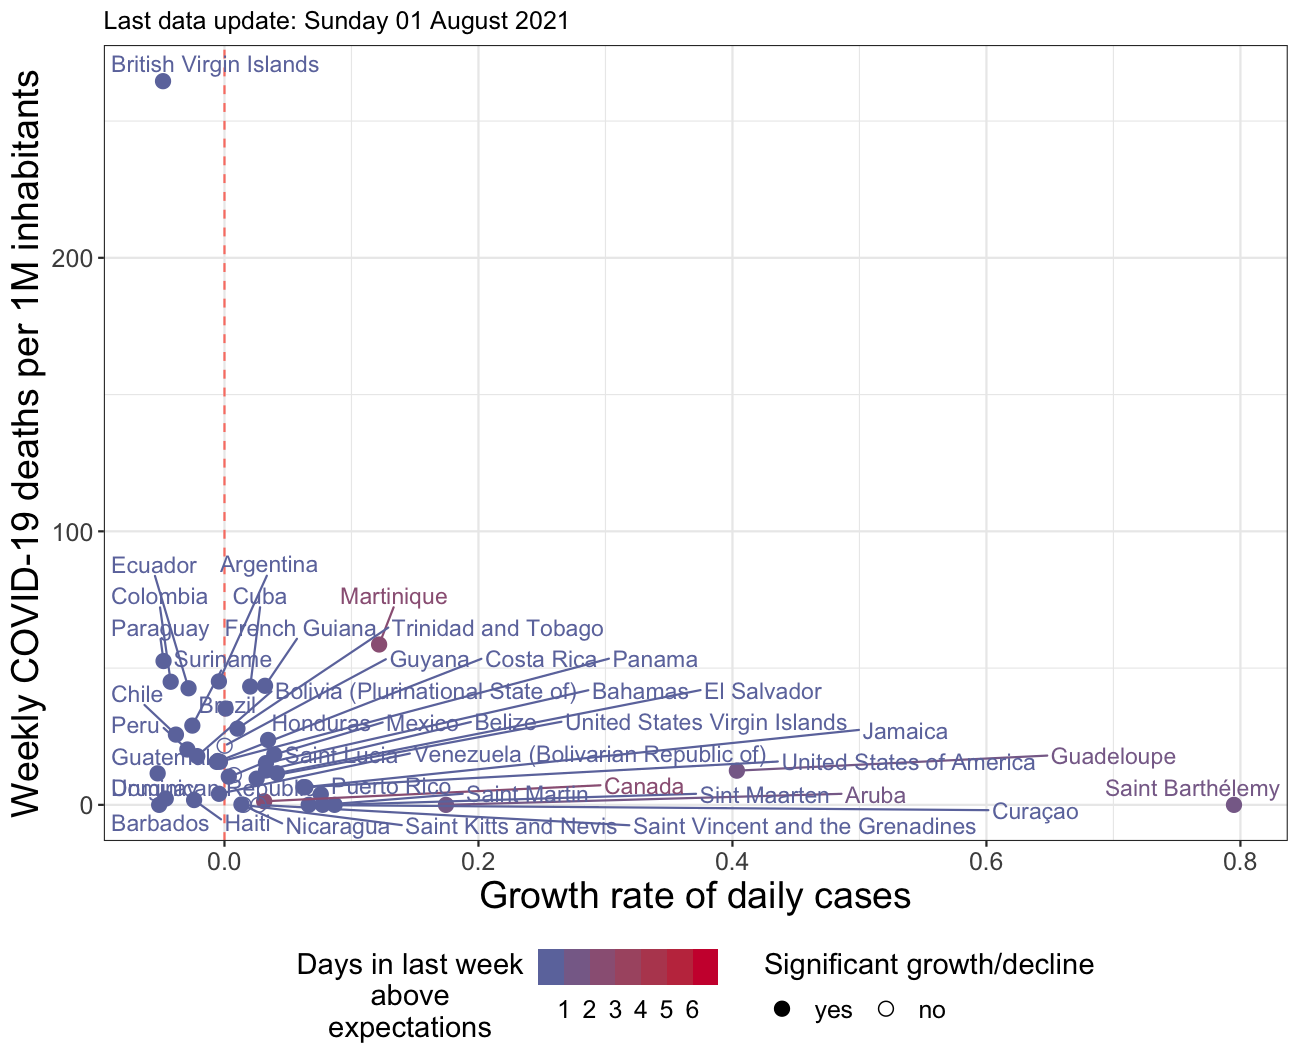 Last data update: Sunday 01 August 2021
Weekly COVID-19 deaths per 1M inhabitants
British Virgin Islands
200
100
Ecuador
Argentina
Colombia
Cuba
Martinique
Paraguay
French Guiana
Trinidad and Tobago
Suriname
Guyana
Costa Rica
Panama
Chile
Brazil
Bolivia (Plurinational State of)
Bahamas
El Salvador
Peru
Honduras
Mexico
Belize
United States Virgin Islands
Jamaica
Guatemala
Saint Lucia
Venezuela (Bolivarian Republic of)
United States of America
Guadeloupe
Uruguay
Dominican Republic
Puerto Rico
Saint Martin
Canada
Sint Maarten
Aruba
Saint Barthélemy
0
Barbados
Haiti
Nicaragua
Saint Kitts and Nevis
Saint Vincent and the Grenadines
Curaçao
0.0
0.2
0.4
0.6
0.8
Growth rate of daily cases
Days in last week
above
expectations
1 2 3 4 5 6
Significant growth/decline
yes
no